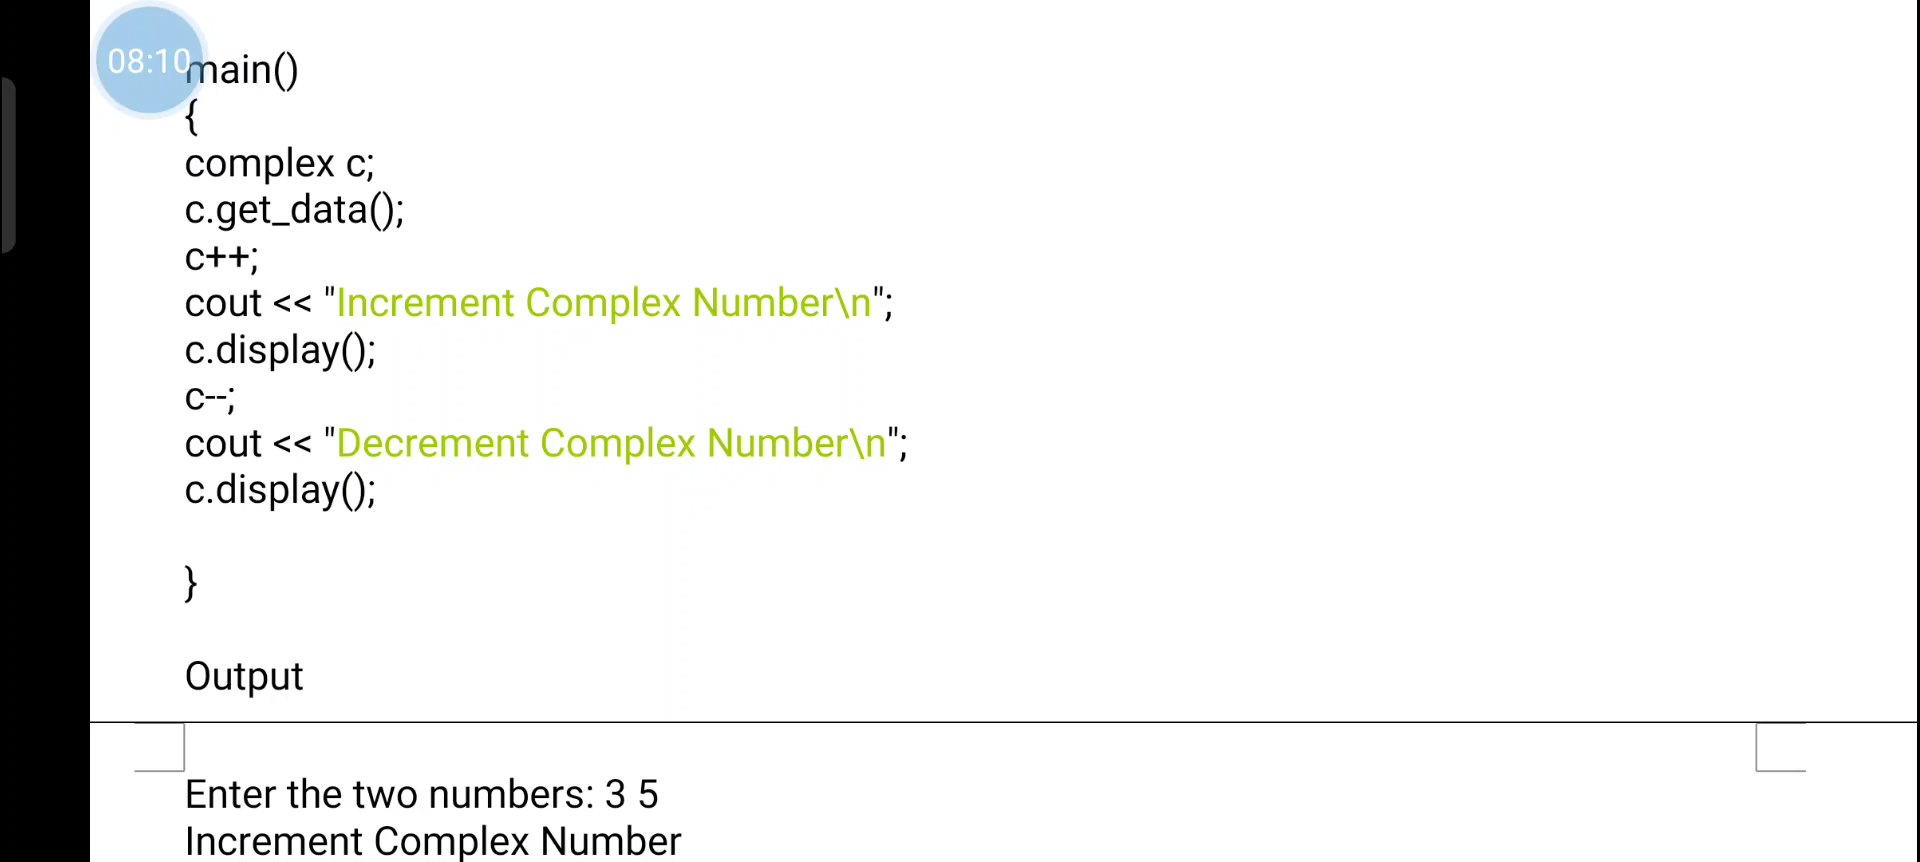 08:10
main()
{
complex c;
c.get_data();
c++;
cout << "Increment Complex Number\n";
c.display();
c--;
cout << "Decrement Complex Number\n";
c.display();
}
Output
Enter the two numbers: 3 5
Increment Complex Number